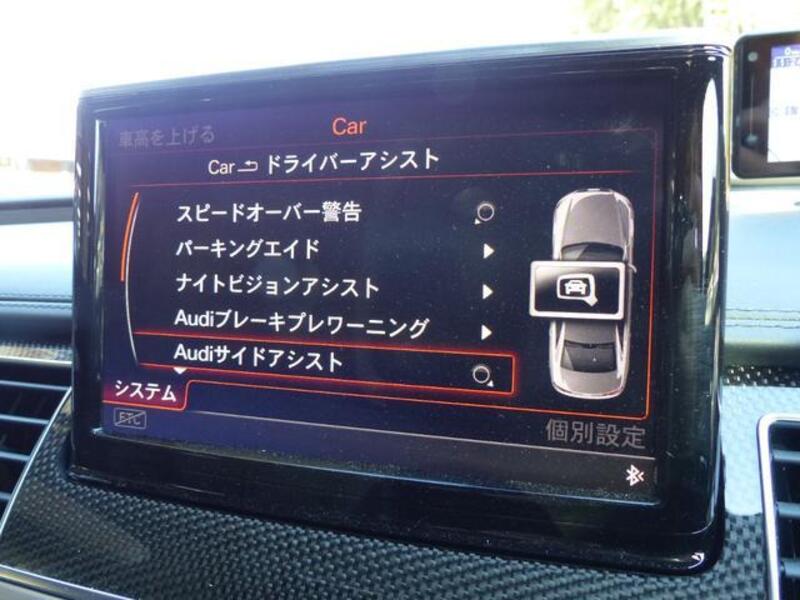 Car
車高を上げる
Car ドライバーアシスト
スピードオーバー警告
パーキングエイド
ナイトビジョンアシスト
Audiブレーキプレワーニング
Audiサイドアシスト
システム
ETC
個別設定